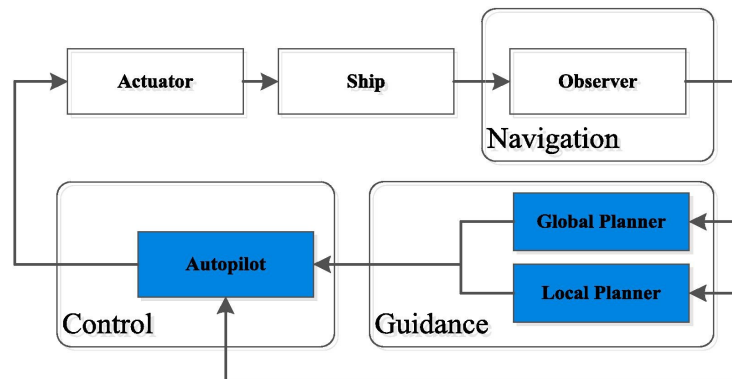 Actuator
Ship
Observer
Navigation
Global Planner
Autopilot
Local Planner
Control
Guidance